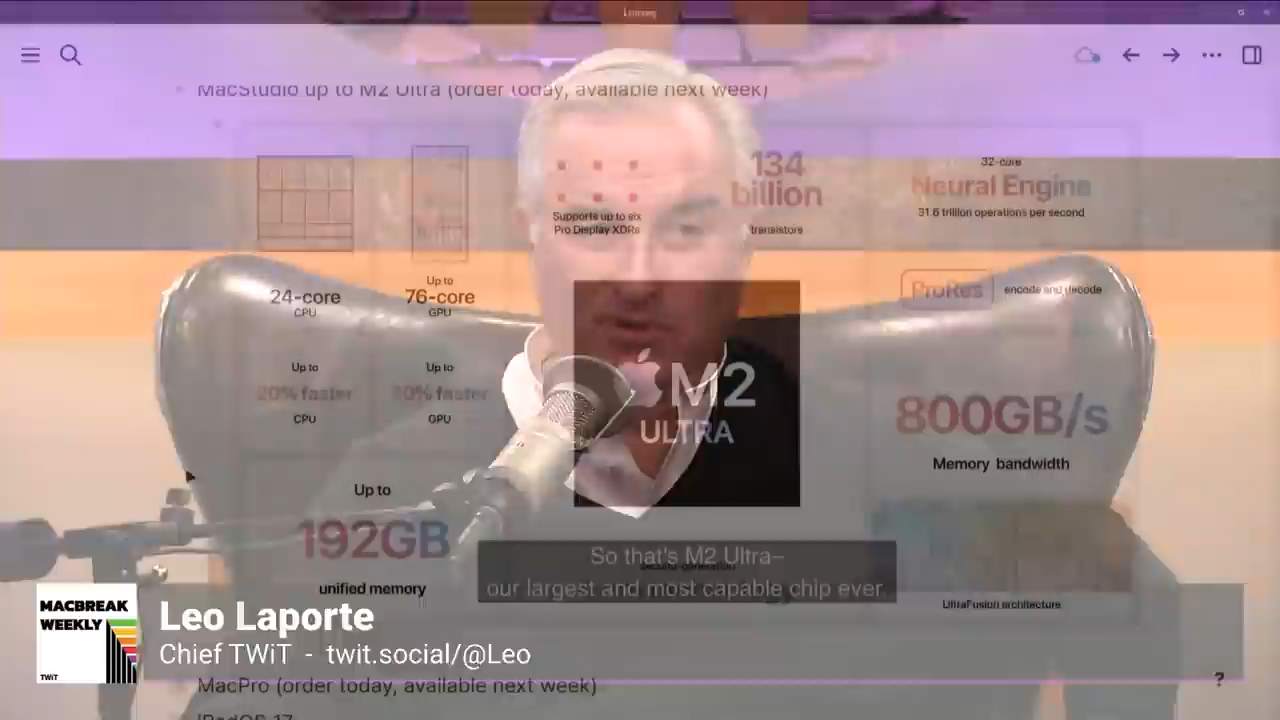 MacStudio up to M2 Ultra (order today, available next week)
24-core
CPU
Up to
76-core
GPU
Supports up to six
Pro Display XDRs
134
billion
transistors
32-core
Neural Engine
31.6 trillion operations per second
ProRes
encode and decode
Up to
20% faster
CPU
Up to
30% faster
GPU
M2
ULTRA
800GB/s
Memory bandwidth
Up to
192GB
unified memory
So that's M2 Ultra–
our largest and most capable chip ever.
UltraFusion architecture
MACBREAK
WEEKLY
TWiT
Leo Laporte
Chief TWiT - twit.social/@Leo
MacPro (order today, available next week)
iPadOS 17
?